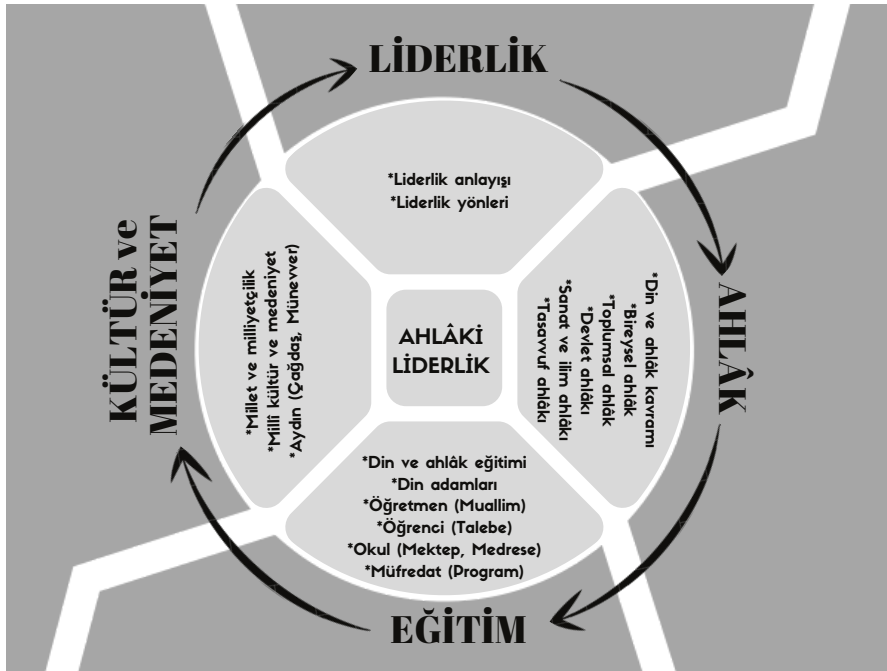 LİDERLİK
*Liderlik anlayışı
*Liderlik yönleri
AHLÂK
*Din ve ahlâk kavramı
*Bireysel ahlâk
*Toplumsal ahlâk
*Devlet ahlâkı
*Sanat ve ilim ahlâkı
*Tasavvuf ahlâkı
AHLÂKİ
LİDERLİK
*Din ve ahlâk eğitimi
*Din adamları
*Öğretmen (Muallim)
*Öğrenci (Talebe)
*Okul (Mektep, Medrese)
*Müfredat (Program)
EĞİTİM
KÜLTÜR ve
MEDENİYET
*Millet ve milliyetçilik
*Millî kültür ve medeniyet
*Aydın (Çağdaş, Münevver)